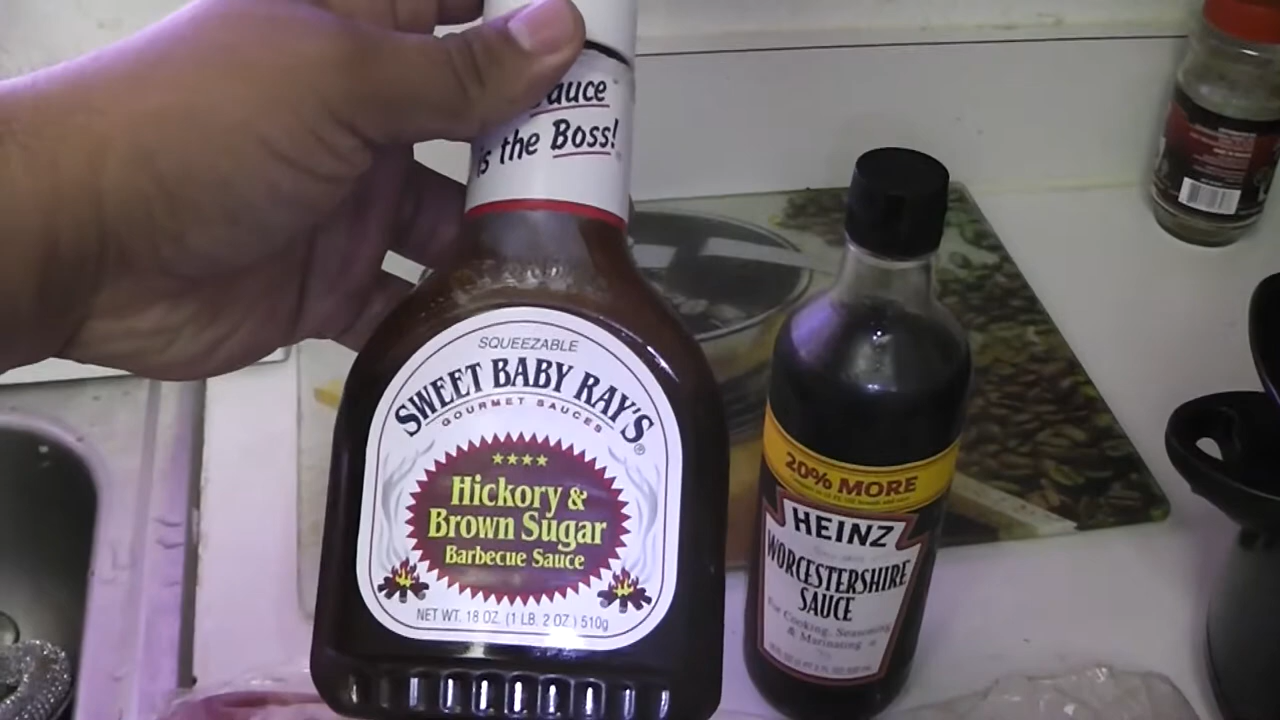 Sauce
is the Boss!
SQUEEZABLE
SWEET BABY RAY'S
GOURMET SAUCES
Hickory &
Brown Sugar
Barbecue Sauce
NET WT. 18 OZ. (1 LB. 2 OZ.) 510g
20% MORE
HEINZ
WORCESTERSHIRE
SAUCE
For Cooking, Seasoning
& Marinating